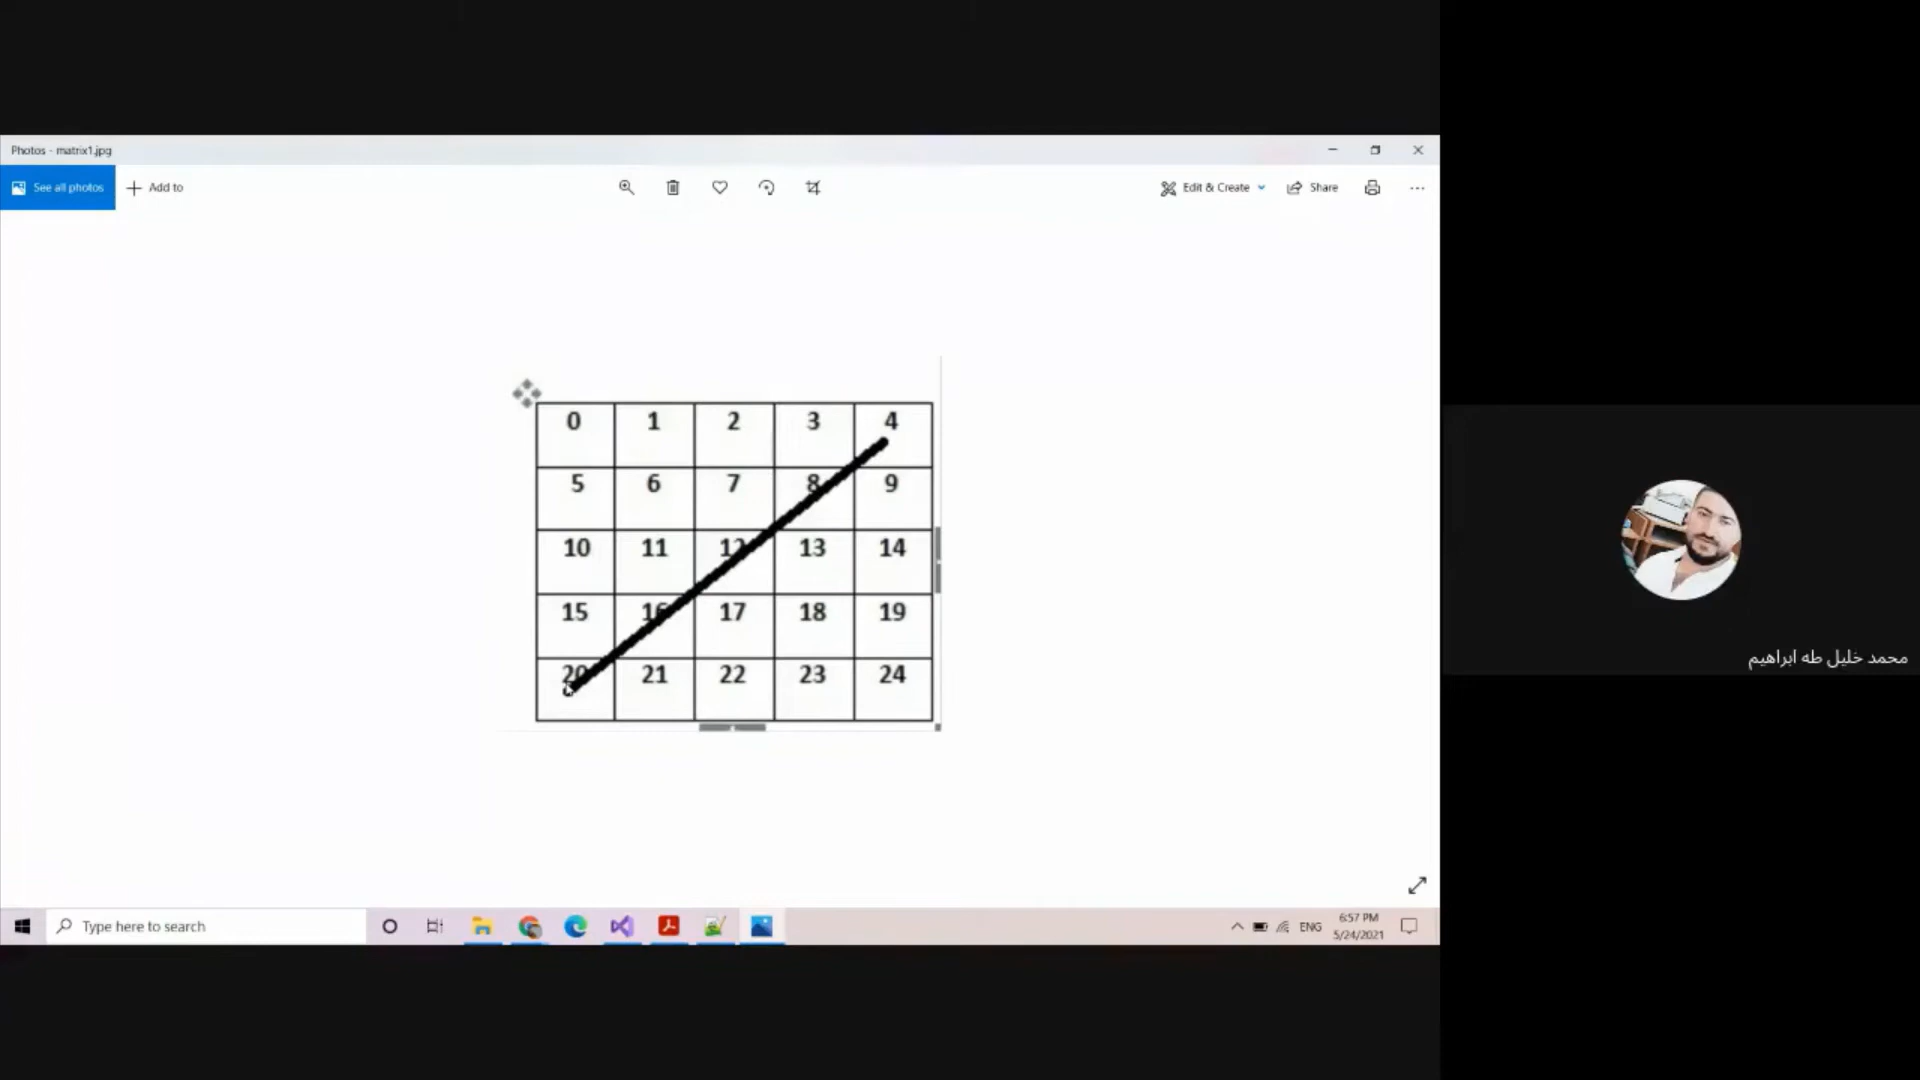 Photos - matrix1.jpg
See all photos
Add to
Edit & Create
Share
0 1 2 3 4
5 6 7 8 9
10 11 12 13 14
15 16 17 18 19
20 21 22 23 24
محمد خليل طه ابراهيم
Type here to search
ENG
6:57 PM
5/24/2021